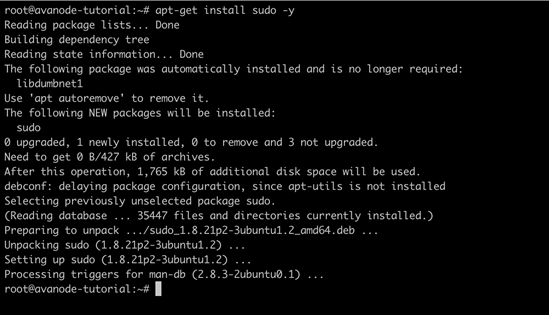 root@avanode-tutorial:~# apt-get install sudo -y
Reading package lists... Done
Building dependency tree
Reading state information... Done
The following package was automatically installed and is no longer required:
  libdumbnet1
Use 'apt autoremove' to remove it.
The following NEW packages will be installed:
  sudo
0 upgraded, 1 newly installed, 0 to remove and 3 not upgraded.
Need to get 0 B/427 kB of archives.
After this operation, 1,765 kB of additional disk space will be used.
debconf: delaying package configuration, since apt-utils is not installed
Selecting previously unselected package sudo.
(Reading database ... 35447 files and directories currently installed.)
Preparing to unpack .../sudo_1.8.21p2-3ubuntu1.2_amd64.deb ...
Unpacking sudo (1.8.21p2-3ubuntu1.2) ...
Setting up sudo (1.8.21p2-3ubuntu1.2) ...
Processing triggers for man-db (2.8.3-2ubuntu0.1) ...
root@avanode-tutorial:~#